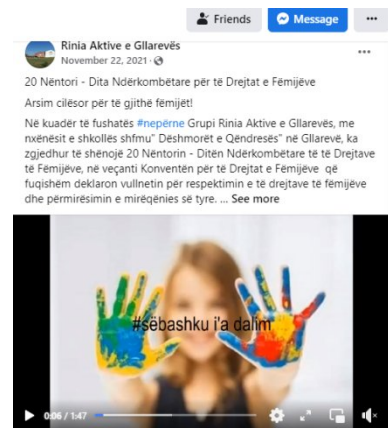 Friends
Message
Rinia Aktive e Gllarevës
November 22, 2021 ·
20 Nëntori - Dita Ndërkombëtare për të Drejtat e Fëmijëve
Arsim cilësor për të gjithë fëmijët!
Në kuadër të fushatës #nepërne Grupi Rinia Aktive e Gllarevës, me
nxënësit e shkollës shfmu" Dëshmorët e Qëndresës" në Gllarevë, ka
zgjedhur të shënojë 20 Nëntorin - Ditën Ndërkombëtare të të Drejtave
të Fëmijëve, në veçanti Konventën për të Drejtat e Fëmijëve që
fuqishëm deklaron vullnetin për respektimin e të drejtave të fëmijëve
dhe përmirësimin e mirëqënies së tyre. ... See more
#sëbashku i'a dalim
0:06 / 1:47